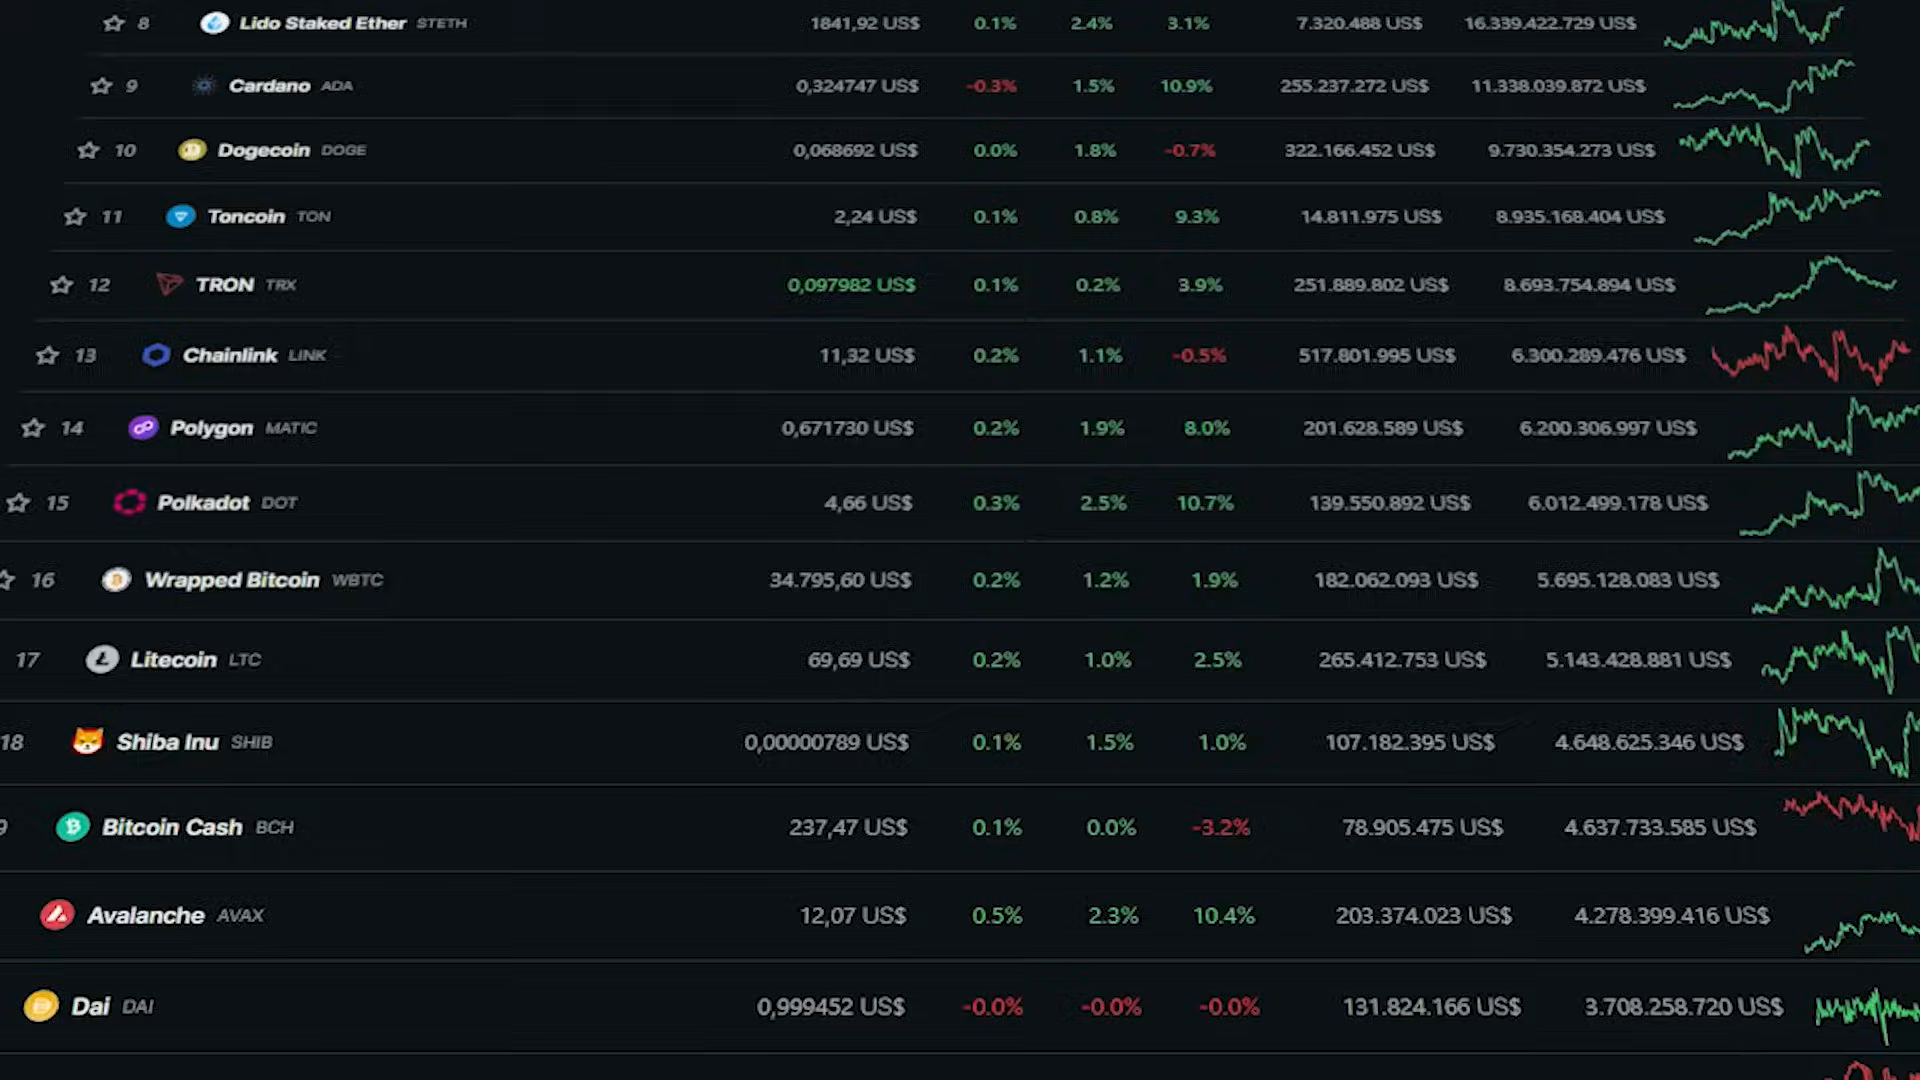 8 Lido Staked Ether STETH 1841,92 US$ 0.1% 2.4% 3.1% 7.320.488 US$ 16.339.422.729 US$
9 Cardano ADA 0,324747 US$ -0.3% 1.5% 10.9% 255.237.272 US$ 11.338.039.872 US$
10 Dogecoin DOGE 0,068692 US$ 0.0% 1.8% -0.7% 322.166.452 US$ 9.730.354.273 US$
11 Toncoin TON 2,24 US$ 0.1% 0.8% 9.3% 14.811.975 US$ 8.935.168.404 US$
12 TRON TRX 0,097982 US$ 0.1% 0.2% 3.9% 251.889.802 US$ 8.693.754.894 US$
13 Chainlink LINK 11,32 US$ 0.2% 1.1% -0.5% 517.801.995 US$ 6.300.289.476 US$
14 Polygon MATIC 0,671730 US$ 0.2% 1.9% 8.0% 201.628.589 US$ 6.200.306.997 US$
15 Polkadot DOT 4,66 US$ 0.3% 2.5% 10.7% 139.550.892 US$ 6.012.499.178 US$
16 Wrapped Bitcoin WBTC 34.795,60 US$ 0.2% 1.2% 1.9% 182.062.093 US$ 5.695.128.083 US$
17 Litecoin LTC 69,69 US$ 0.2% 1.0% 2.5% 265.412.753 US$ 5.143.428.881 US$
18 Shiba Inu SHIB 0,00000789 US$ 0.1% 1.5% 1.0% 107.182.395 US$ 4.648.625.346 US$
9 Bitcoin Cash BCH 237,47 US$ 0.1% 0.0% -3.2% 78.905.475 US$ 4.637.733.585 US$
Avalanche AVAX 12,07 US$ 0.5% 2.3% 10.4% 203.374.023 US$ 4.278.399.416 US$
Dai DAI 0,999452 US$ -0.0% -0.0% -0.0% 131.824.166 US$ 3.708.258.720 US$